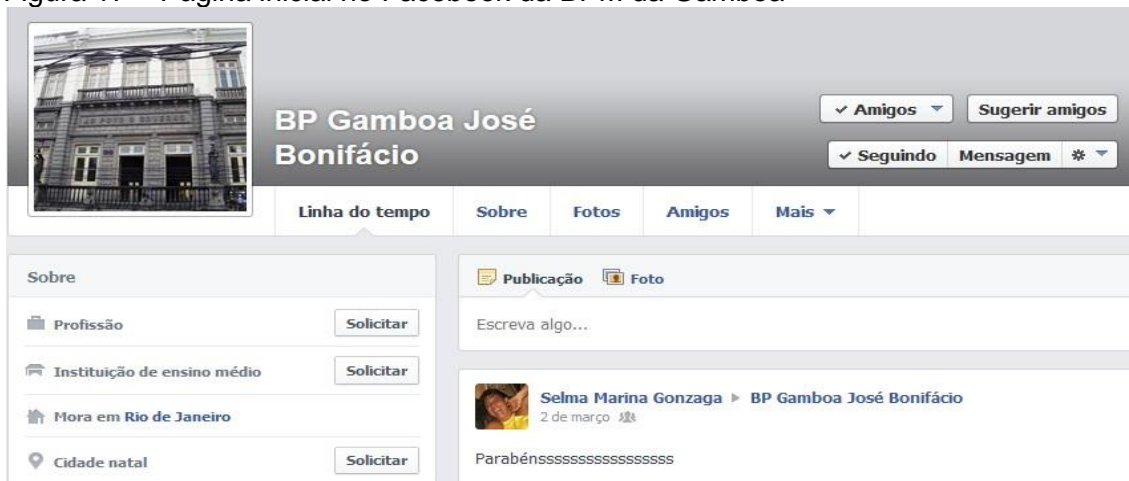 Figura
Página inicial no Facebook da
da Gamboa
BP Gamboa José
Bonifácio
Amigos
Sugerir amigos
Seguindo
Mensagem
Linha do tempo
Sobre
Fotos
Amigos
Mais
Sobre
Profissão
Solicitar
Instituição de ensino médio
Solicitar
Mora em Rio de Janeiro
Cidade natal
Solicitar
Publicação
Foto
Escreva algo...
Selma Marina Gonzaga ▸ BP Gamboa José Bonifácio
2 de março
Parabénsssssssssssssssss